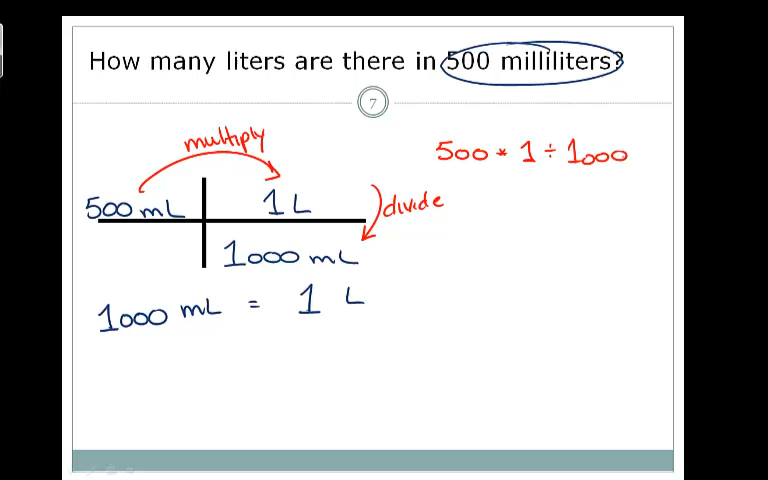 How many liters are there in 500 milliliters?
7
multiply
500 * 1 ÷ 1000
500 mL 1 L
divide
1000 mL
1000 mL = 1 L